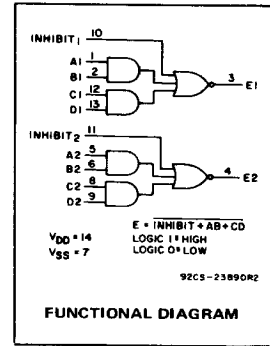 INHIBIT1 10
A1 1
B1 2
3 E1
C1 12
D1 13
INHIBIT2 11
A2 5
B2 6
4 E2
C2 8
D2 9
E = INHIBIT + AB + CD
VDD = 14 LOGIC 1 = HIGH
VSS = 7 LOGIC 0 = LOW
92CS-23890R2
FUNCTIONAL DIAGRAM